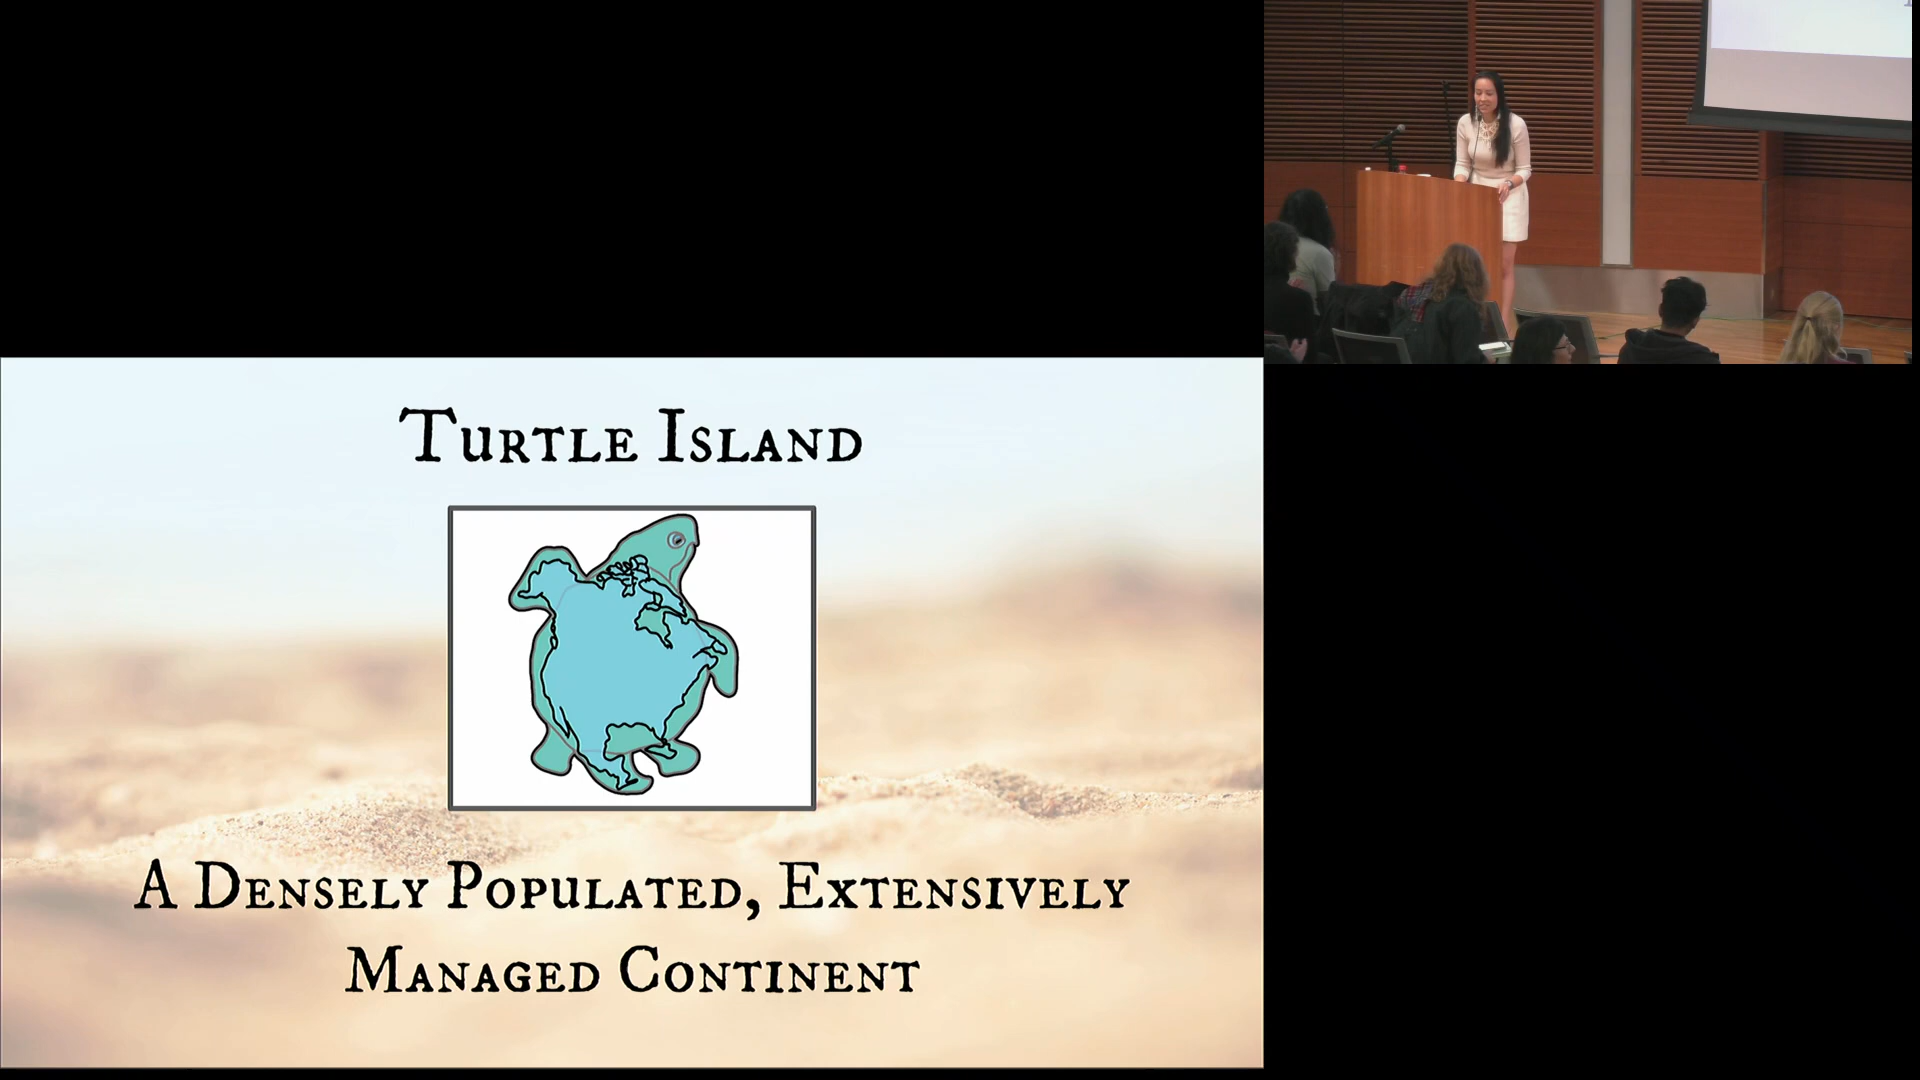 Turtle Island
A Densely Populated, Extensively
Managed Continent